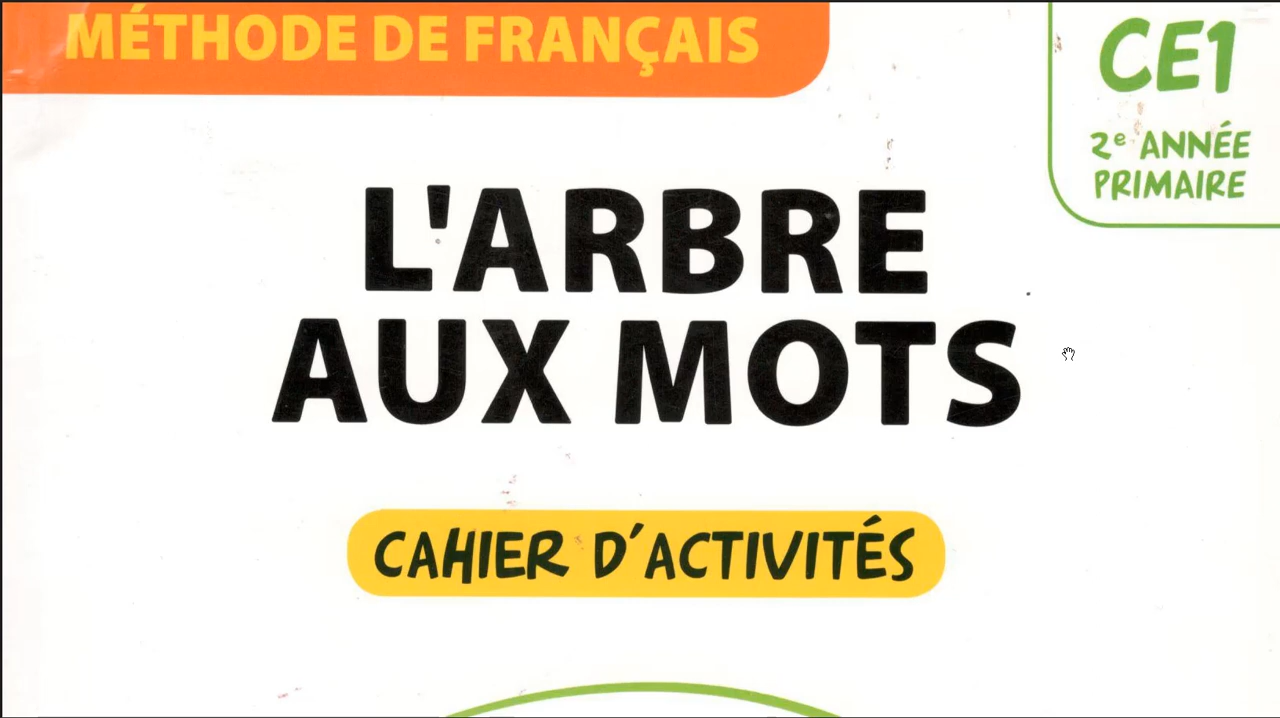 MÉTHODE DE FRANÇAIS
CE1
2e ANNÉE
PRIMAIRE
L'ARBRE
AUX MOTS
CAHIER D'ACTIVITÉS